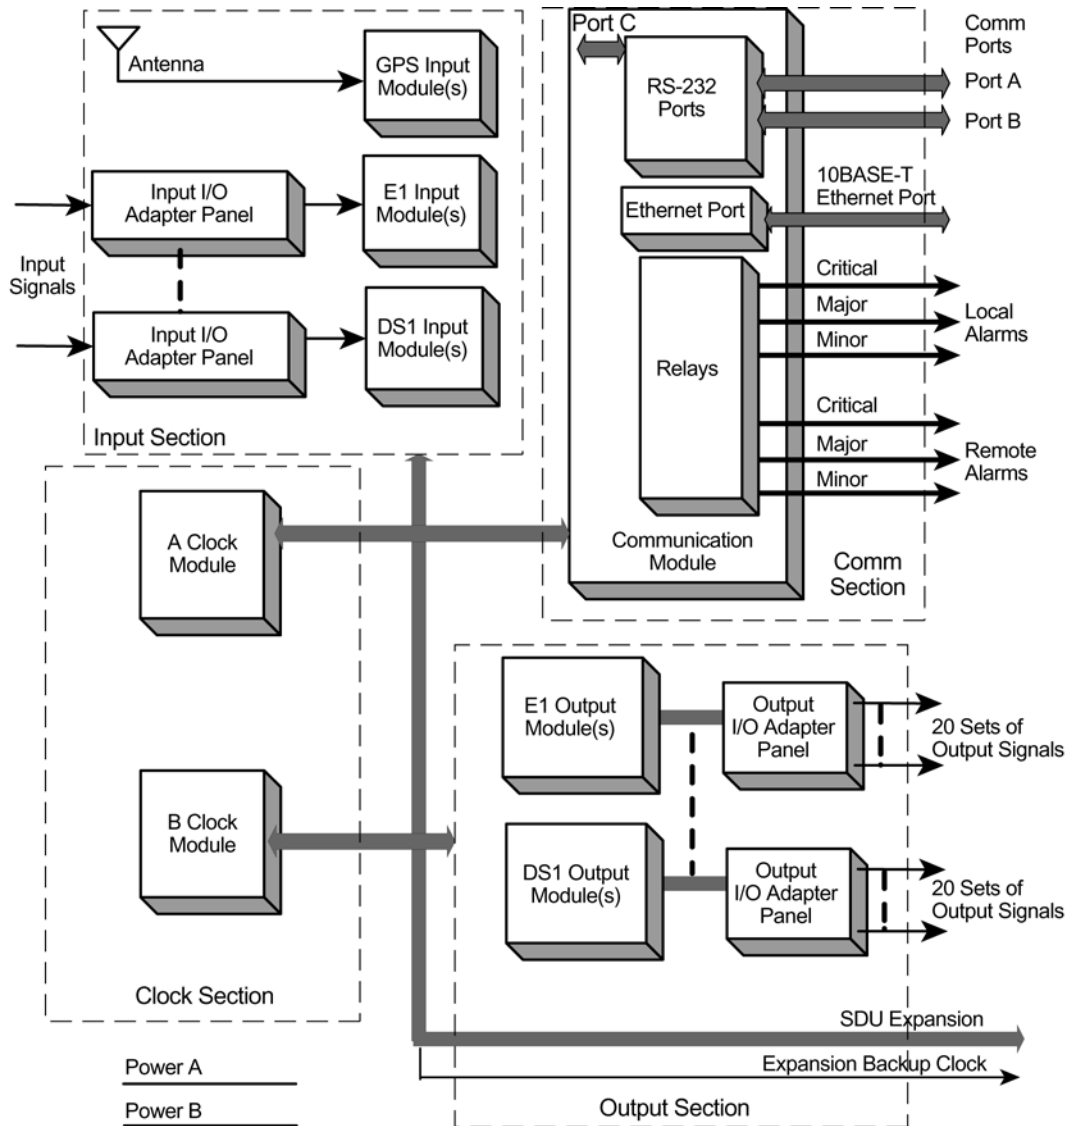 Antenna
GPS Input
Module(s)
Input I/O
Adapter Panel
E1 Input
Module(s)
Input
Signals
Input I/O
Adapter Panel
DS1 Input
Module(s)
Input Section
Port C
RS-232
Ports
Comm
Ports
Port A
Port B
10BASE-T
Ethernet Port
Ethernet Port
Relays
Critical
Major
Minor
Local
Alarms
Critical
Major
Minor
Remote
Alarms
Communication
Module
Comm
Section
A Clock
Module
B Clock
Module
Clock Section
E1 Output
Module(s)
Output
I/O Adapter
Panel
20 Sets of
Output Signals
DS1 Output
Module(s)
Output
I/O Adapter
Panel
20 Sets of
Output Signals
SDU Expansion
Expansion Backup Clock
Output Section
Power A
Power B